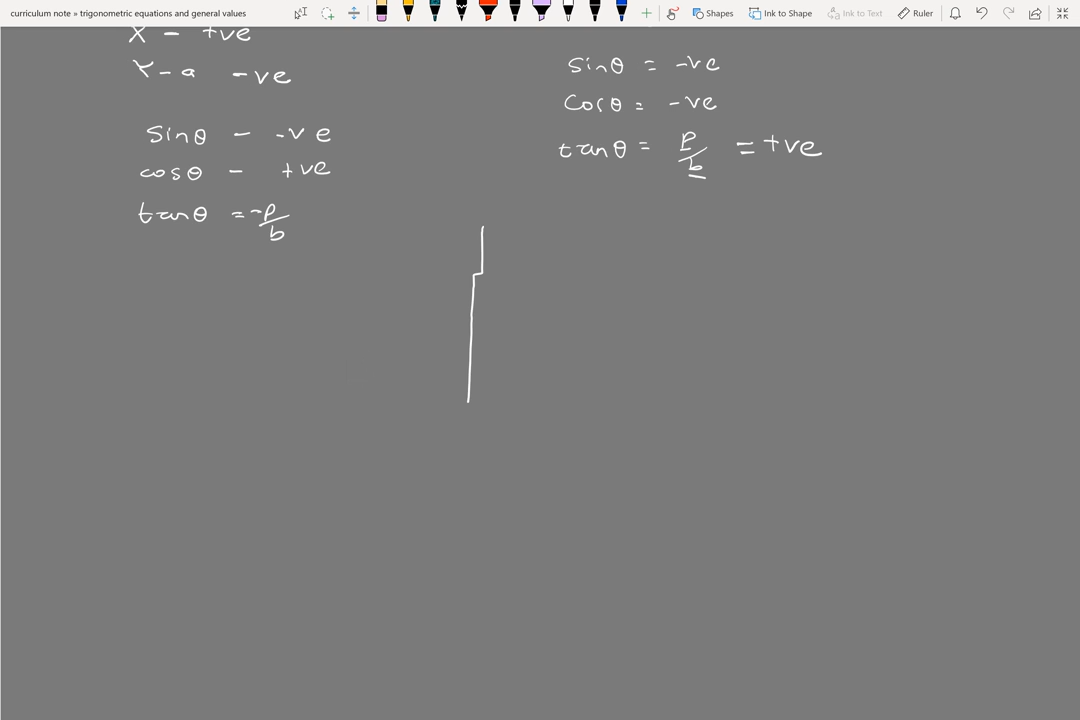 curriculum note » trigonometric equations and general values
Shapes
Ink to Shape
Ink to Text
Ruler
X - +ve
Y-a -ve
sinθ - -ve
cosθ - +ve
tanθ = -p/b
sinθ = -ve
cosθ = -ve
tanθ = p/b = +ve